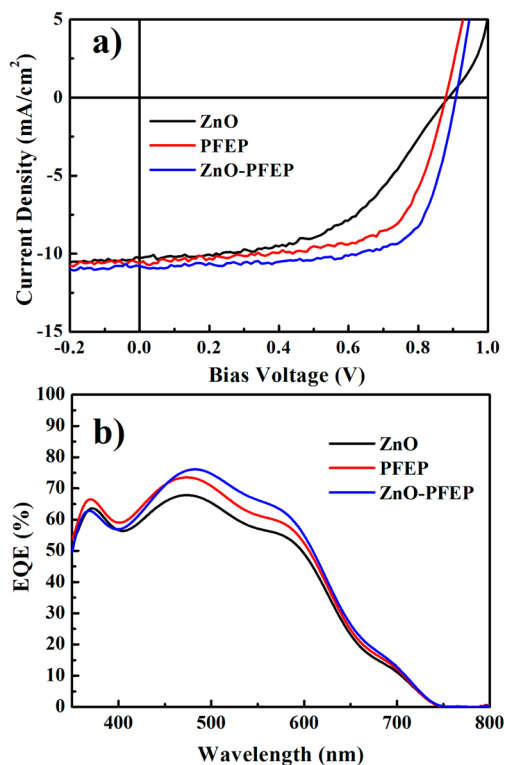 a)
ZnO
PFEP
ZnO-PFEP
Current Density (mA/cm²)
5
0
-5
-10
-15
-0.2 0.0 0.2 0.4 0.6 0.8 1.0
Bias Voltage (V)
b)
ZnO
PFEP
ZnO-PFEP
EQE (%)
100
90
80
70
60
50
40
30
20
10
0
400 500 600 700 800
Wavelength (nm)